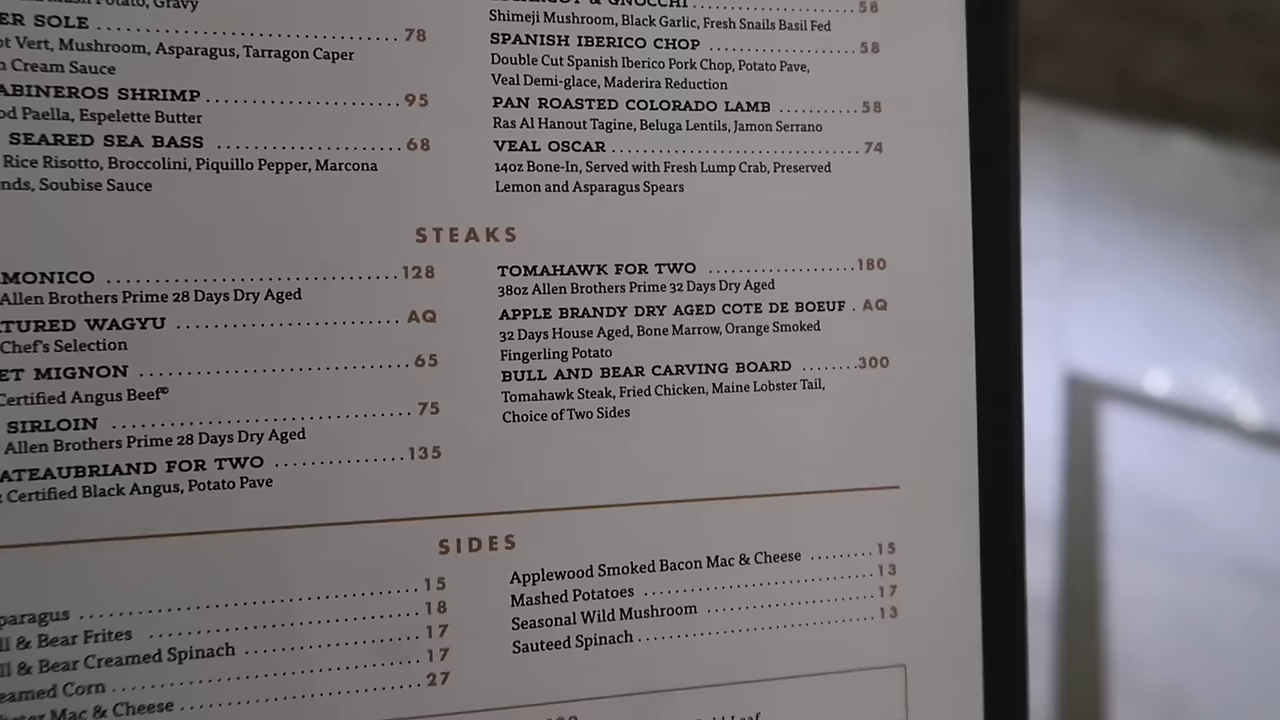 Potato, Gravy
ER SOLE 78
ot Vert, Mushroom, Asparagus, Tarragon Caper
n Cream Sauce
ABINEROS SHRIMP 95
od Paella, Espelette Butter
SEARED SEA BASS 68
Rice Risotto, Broccolini, Piquillo Pepper, Marcona
nds, Soubise Sauce
& GNOCCHI 58
Shimeji Mushroom, Black Garlic, Fresh Snails Basil Fed
SPANISH IBERICO CHOP 58
Double Cut Spanish Iberico Pork Chop, Potato Pave,
Veal Demi-glace, Maderira Reduction
PAN ROASTED COLORADO LAMB 58
Ras Al Hanout Tagine, Beluga Lentils, Jamon Serrano
VEAL OSCAR 74
14oz Bone-In, Served with Fresh Lump Crab, Preserved
Lemon and Asparagus Spears
STEAKS
MONICO 128
Allen Brothers Prime 28 Days Dry Aged
TURED WAGYU AQ
Chef's Selection
ET MIGNON 65
Certified Angus Beef©
SIRLOIN 75
Allen Brothers Prime 28 Days Dry Aged
ATEAUBRIAND FOR TWO 135
Certified Black Angus, Potato Pave
TOMAHAWK FOR TWO 180
38oz Allen Brothers Prime 32 Days Dry Aged
APPLE BRANDY DRY AGED COTE DE BOEUF . AQ
32 Days House Aged, Bone Marrow, Orange Smoked
Fingerling Potato
BULL AND BEAR CARVING BOARD 300
Tomahawk Steak, Fried Chicken, Maine Lobster Tail,
Choice of Two Sides
SIDES
paragus 15
ll & Bear Frites 18
ll & Bear Creamed Spinach 17
eamed Corn 17
Mac & Cheese 27
Applewood Smoked Bacon Mac & Cheese 15
Mashed Potatoes 13
Seasonal Wild Mushroom 17
Sauteed Spinach 13